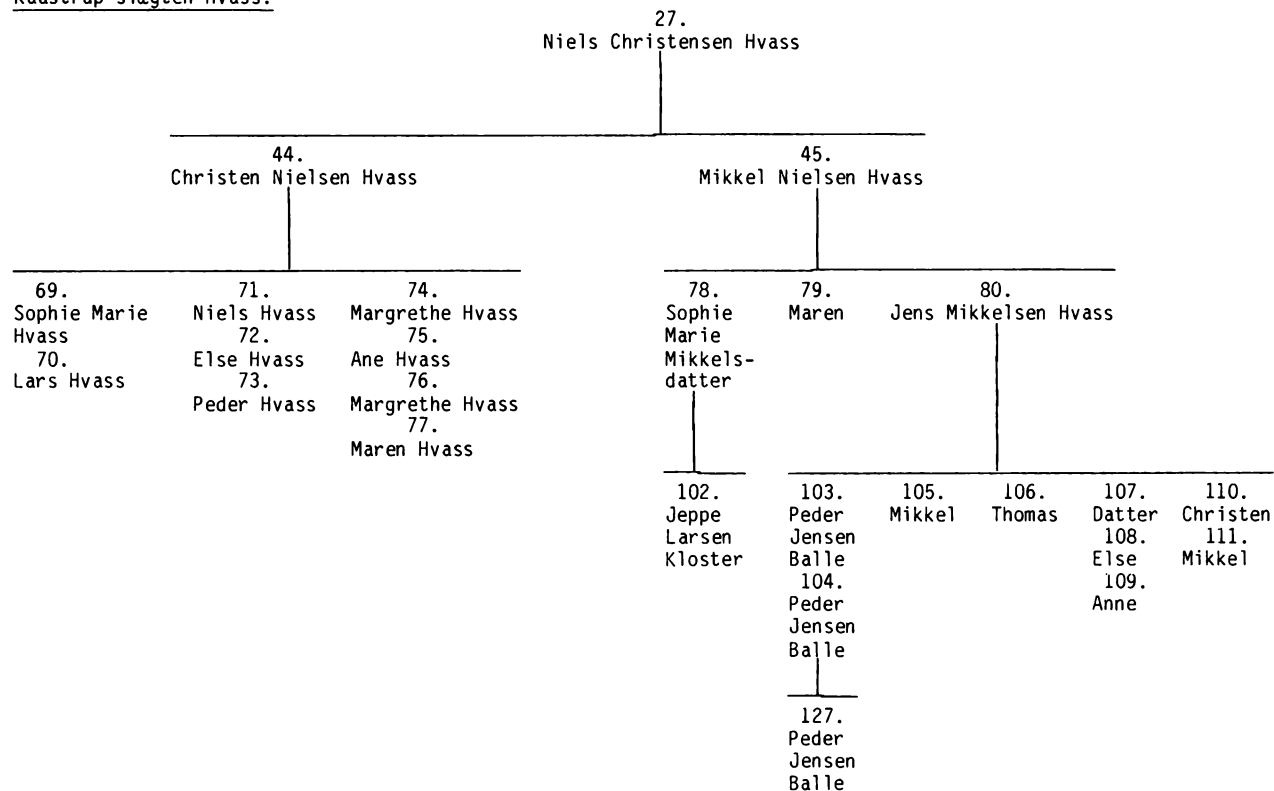 slægten Hvass.
27.
Niels Christensen Hvass
44.
Christen Nielsen Hvass
45.
Mikkel Nielsen Hvass
69.
Sophie Marie
Hvass
70.
Lars Hvass
71.
Niels Hvass
72.
Else Hvass
73.
Peder Hvass
74.
Margrethe Hvass
75.
Ane Hvass
76.
Margrethe Hvass
77.
Maren Hvass
78.
Sophie
Marie
Mikkels-
datter
79.
Maren
80.
Jens Mikkelsen Hvass
102.
Jeppe
Larsen
Kloster
103.
Peder
Jensen
Balle
104.
Peder
Jensen
Balle
105.
Mikkel
106.
Thomas
107.
Datter
108.
Else
109.
Anne
110.
Christen
111.
Mikkel
127.
Peder
Jensen
Balle